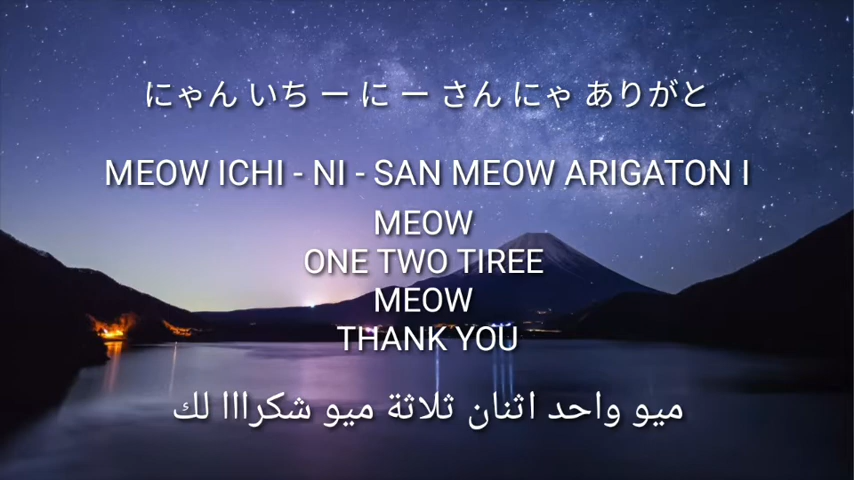 にゃん いち ー に ー さん にゃ ありがと
MEOW ICHI - NI - SAN MEOW ARIGATON I
MEOW
ONE TWO TIREE
MEOW
THANK YOU
ميو واحد اثنان ثلاثة ميو شكرااا لك